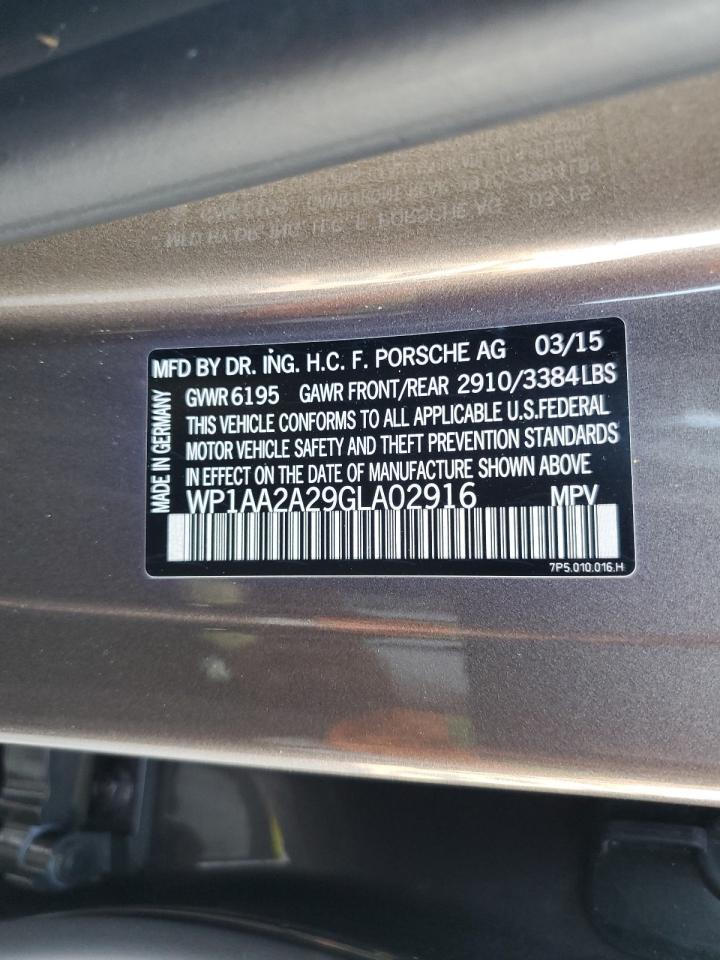 MFD BY DR. ING. H.C. F. PORSCHE AG 03/15
GVWR 6195 GAWR FRONT/REAR 2910/3384 LBS
THIS VEHICLE CONFORMS TO ALL APPLICABLE U.S.FEDERAL
MOTOR VEHICLE SAFETY AND THEFT PREVENTION STANDARDS
IN EFFECT ON THE DATE OF MANUFACTURE SHOWN ABOVE
WP1AA2A29GLA02916 MPV
MADE IN GERMANY
7P5.010.016.H